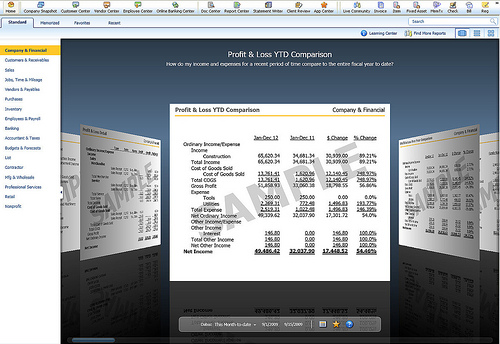 Home Company Snapshot Customer Center Vendor Center Employee Center Online Banking Center Doc Center Report Center Statement Writer Client Review App Center Live Community Invoice Item Fixed Asset MemTx Check Bill Reg
Standard Memorized Favorites Recent Search
Learning Center Find More Reports
Company & Financial
Customers & Receivables
Sales
Jobs, Time & Mileage
Vendors & Payables
Purchases
Inventory
Employees & Payroll
Banking
Accountant & Taxes
Budgets & Forecasts
List
Contractor
Mfg & Wholesale
Professional Services
Retail
Nonprofit
Profit & Loss YTD Comparison
How do my income and expenses for a recent period of time compare to the entire fiscal year to date?
Profit & Loss YTD Comparison Company & Financial
Jan-Dec 12 Jan-Dec 11 $ Change % Change
Ordinary Income/Expense
Income
Construction 65,620.34 34,681.34 30,939.00 89.21%
Total Income 65,620.34 34,681.34 30,939.00 89.21%
Cost of Goods Sold
Cost of Goods Sold 13,761.41 1,620.96 12,140.45 748.97%
Total COGS 13,761.41 1,620.96 12,140.45 748.97%
Gross Profit 51,858.93 33,060.38 18,798.55 56.86%
Expense
Tools 250.00 250.00 0.00 0.0%
Utilities 2,269.31 772.48 1,496.83 193.77%
Total Expense 2,519.31 1,022.48 1,496.83 146.39%
Net Ordinary Income 49,339.62 32,037.90 17,301.72 54.0%
Other Income/Expense
Other Income
Interest 146.80 0.00 146.80 100.0%
Total Other Income 146.80 0.00 146.80 100.0%
Net Other Income 146.80 0.00 146.80 100.0%
Net Income 49,486.42 32,037.90 17,448.52 54.46%
SAMPLE
Dates: This Month-to-date 9/1/2009 9/15/2009